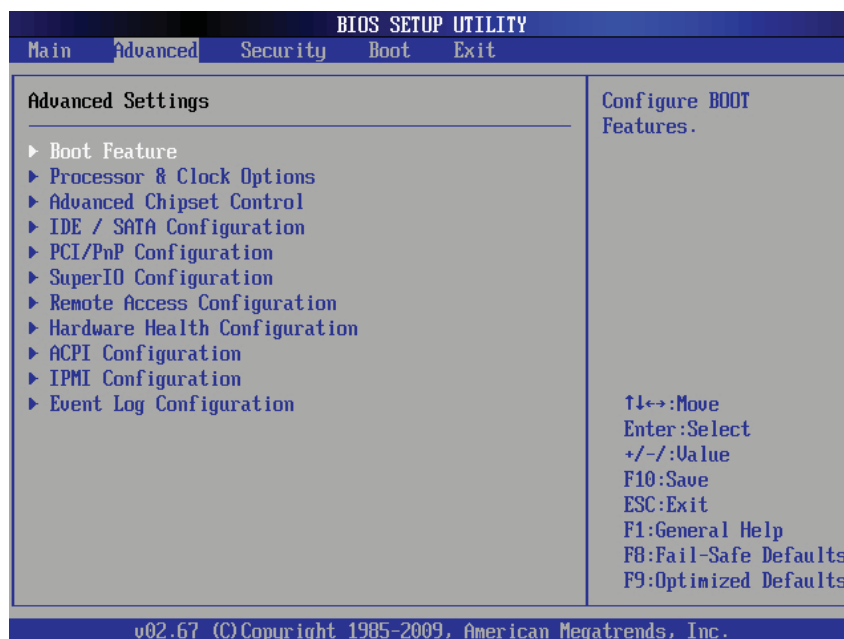 BIOS SETUP UTILITY
Main Advanced Security Boot Exit
Advanced Settings
▶ Boot Feature
▶ Processor & Clock Options
▶ Advanced Chipset Control
▶ IDE / SATA Configuration
▶ PCI/PnP Configuration
▶ SuperIO Configuration
▶ Remote Access Configuration
▶ Hardware Health Configuration
▶ ACPI Configuration
▶ IPMI Configuration
▶ Event Log Configuration
Configure BOOT
Features.
↑↓←→:Move
Enter:Select
+/-/:Value
F10:Save
ESC:Exit
F1:General Help
F8:Fail-Safe Defaults
F9:Optimized Defaults
v02.67 (C)Copyright 1985-2009, American Megatrends, Inc.